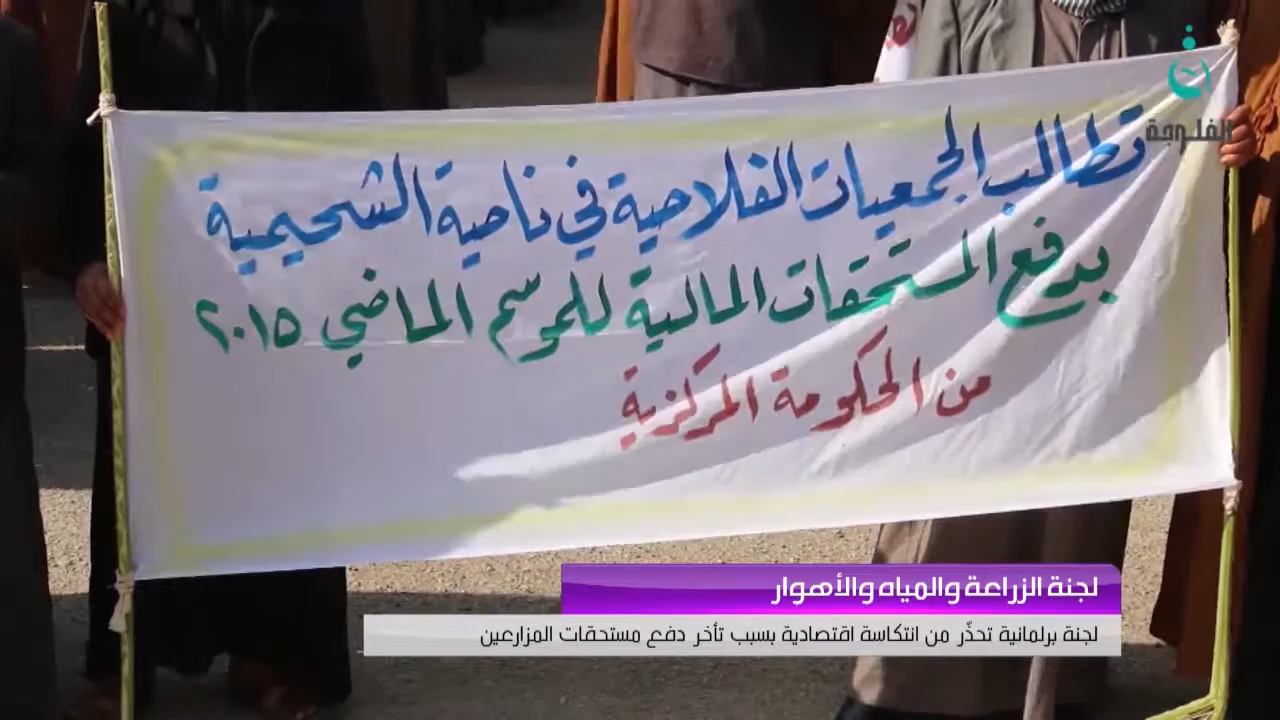 الفلوجة
تطالب الجمعيات الفلاحية في ناحية الشحيمية
بدفع المستحقات المالية للموسم الماضي ٢٠١٥
من الحكومة المركزية
لجنة الزراعة والمياه والأهوار
لجنة برلمانية تحذّر من انتكاسة اقتصادية بسبب تأخر دفع مستحقات المزارعين